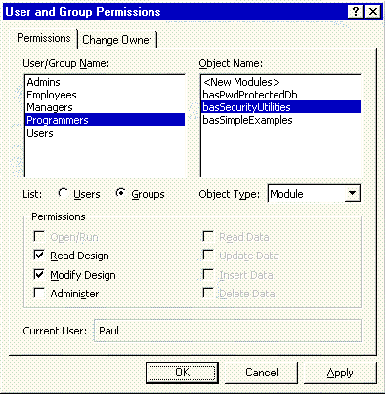 User and Group Permissions
Permissions Change Owner
User/Group Name: Object Name:
Admins <New Modules>
Employees basPwdProtectedDb
Managers basSecurityUtilities
Programmers basSimpleExamples
Users
List: Users Groups Object Type: Module
Permissions
Open/Run Read Data
Read Design Update Data
Modify Design Insert Data
Administer Delete Data
Current User: Paul
OK Cancel Apply